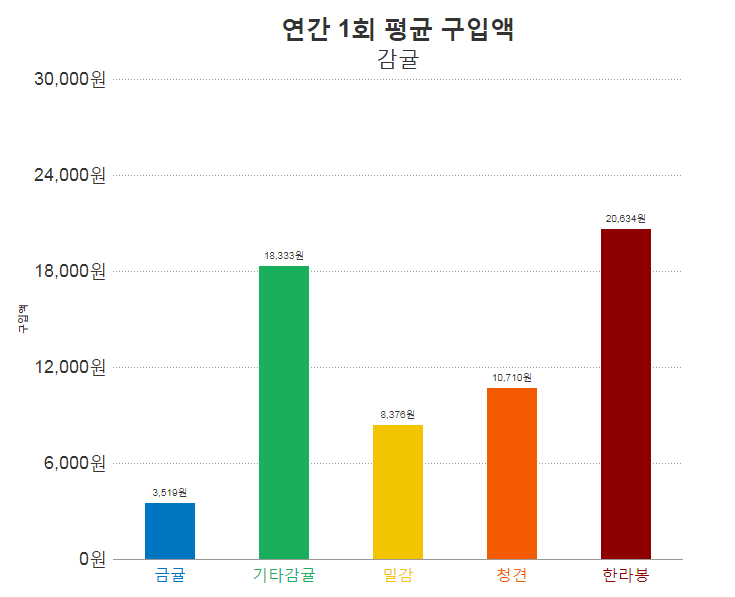 연간 1회 평균 구입액
감귤
30,000원
24,000원
18,000원
12,000원
6,000원
0원
구입액
3,519원
18,333원
8,376원
10,710원
20,634원
금귤
기타감귤
밀감
청견
한라봉